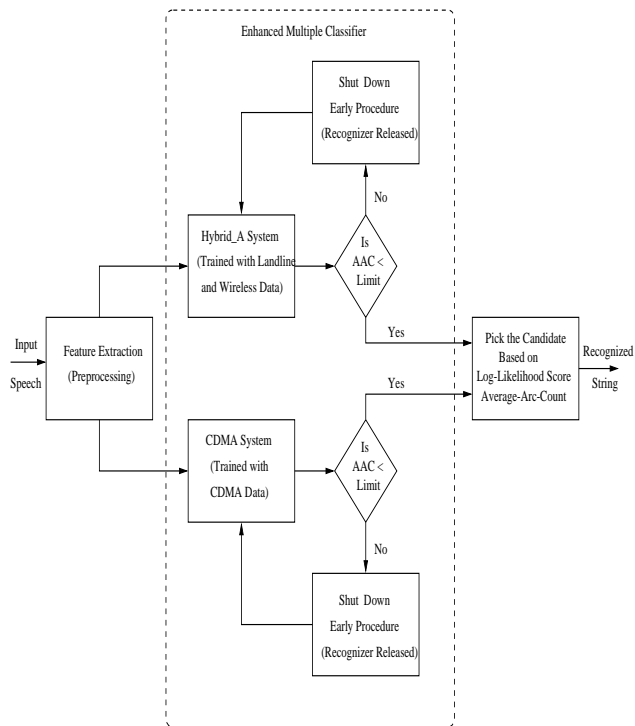 Enhanced Multiple Classifier
Shut Down
Early Procedure
(Recognizer Released)
No
Hybrid_A System
(Trained with Landline
and Wireless Data)
Is
AAC <
Limit
Yes
Input
Speech
Feature Extraction
(Preprocessing)
Pick the Candidate
Based on
Log-Likelihood Score
Average-Arc-Count
Recognized
String
Yes
CDMA System
(Trained with
CDMA Data)
Is
AAC <
Limit
No
Shut Down
Early Procedure
(Recognizer Released)